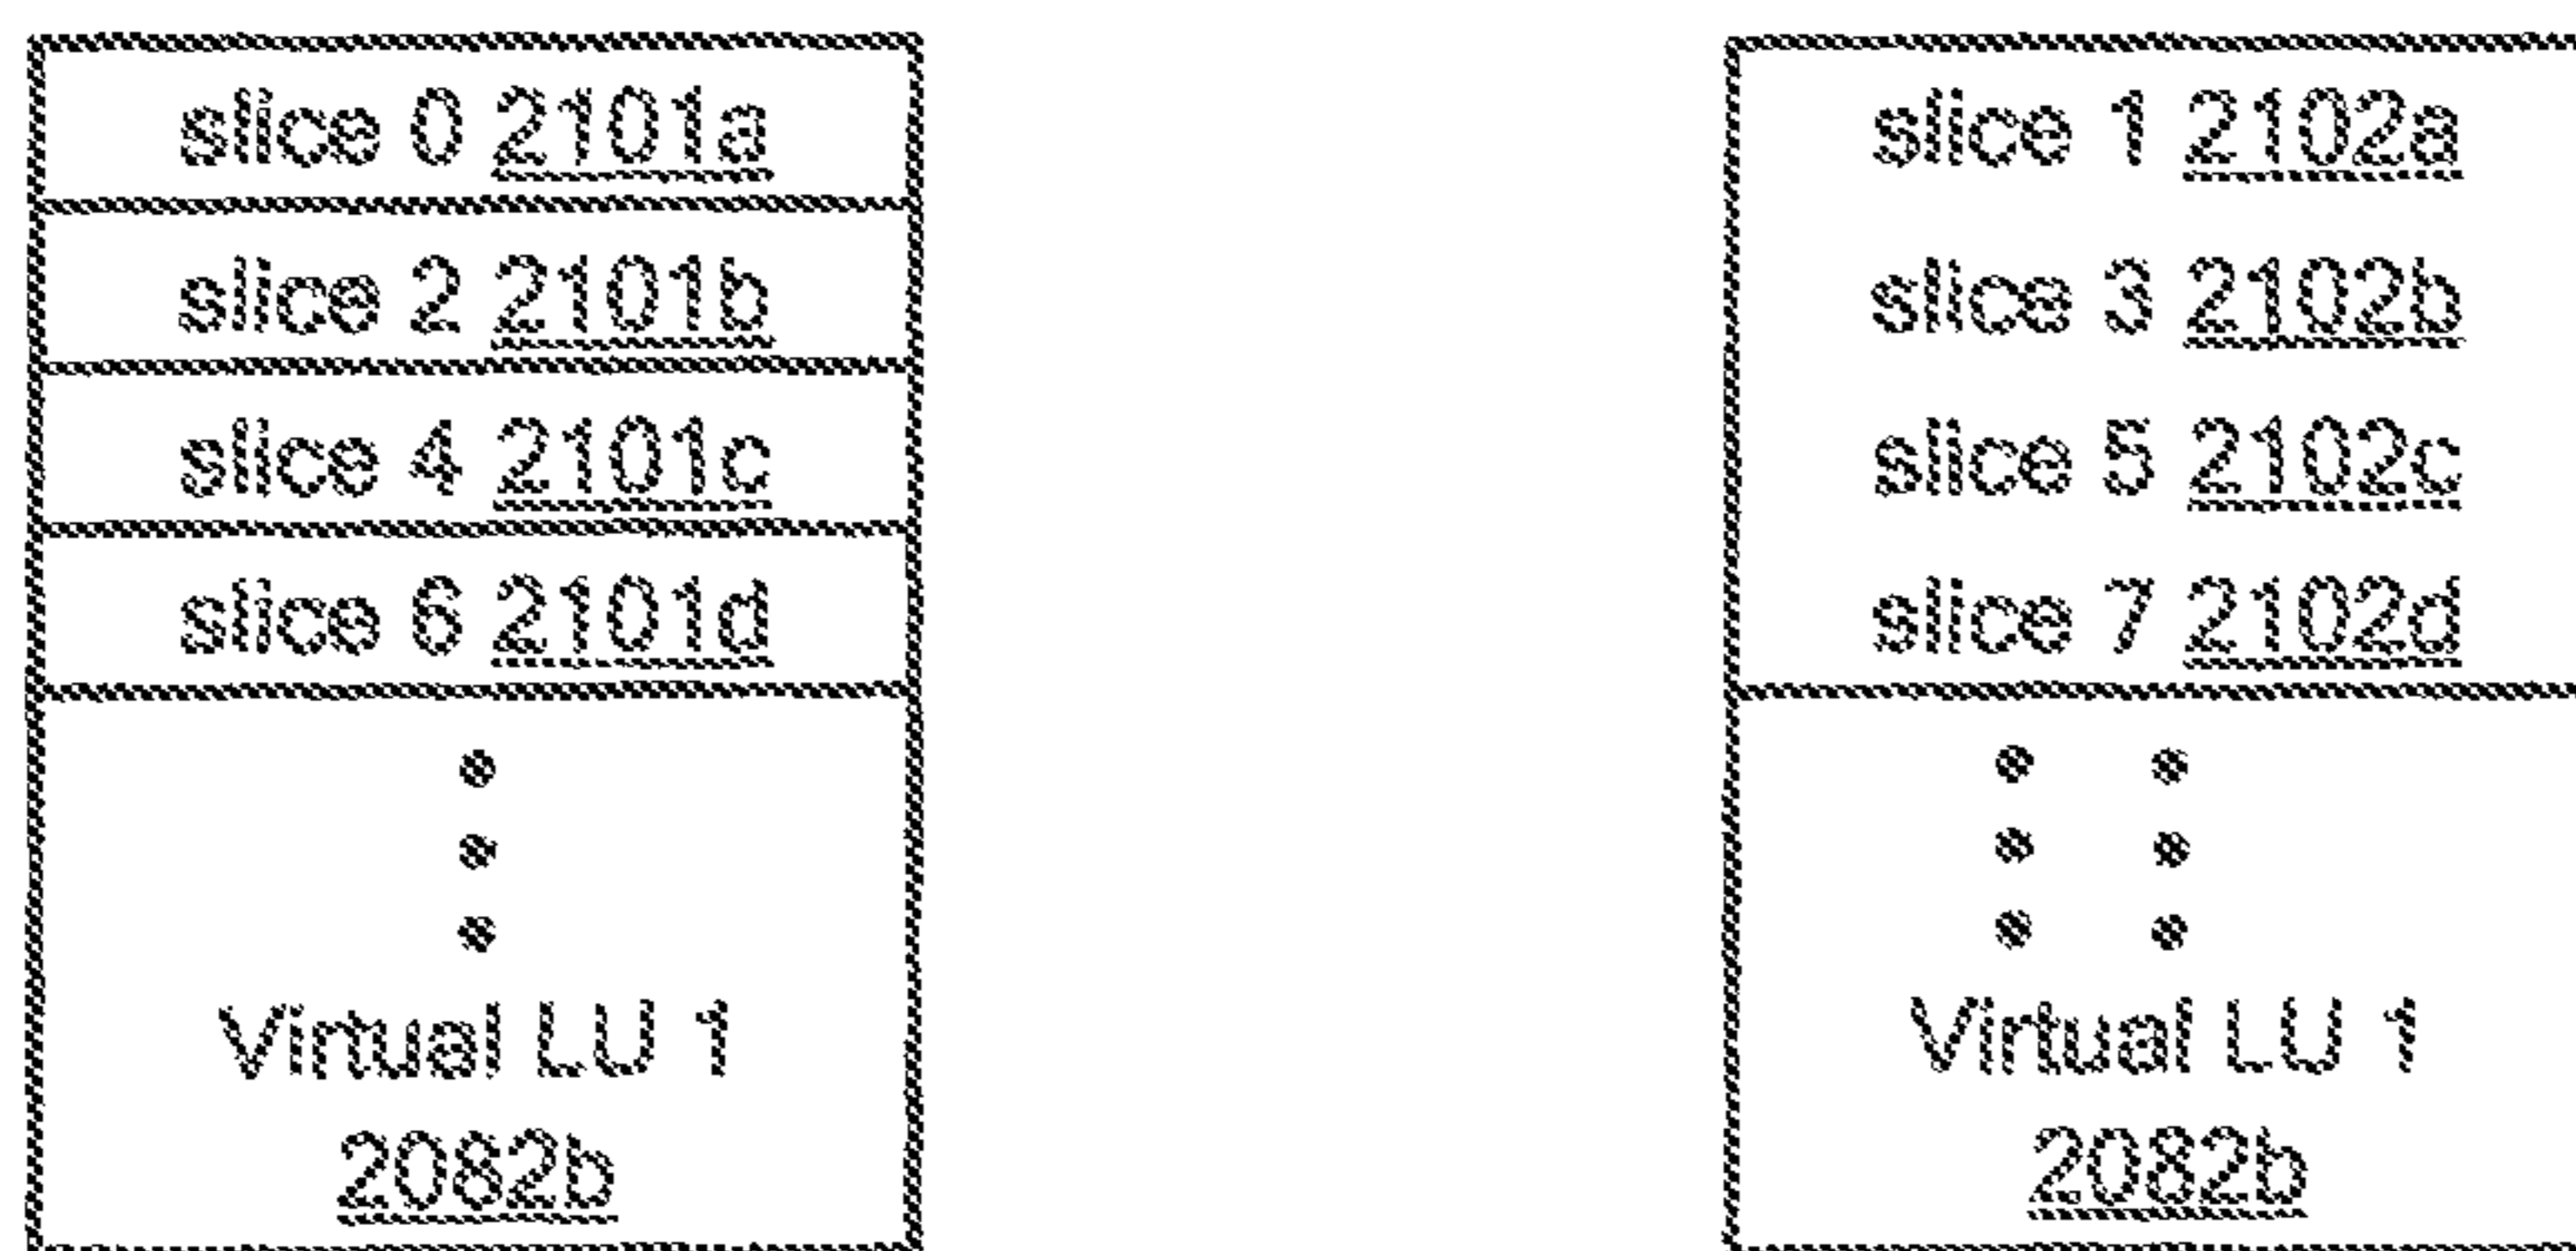 slice 0 2101a
slice 2 2101b
slice 4 2101c
slice 6 2101d
Virtual LU 1
2082b
slice 1 2102a
slice 3 2102b
slice 5 2102c
slice 7 2102d
Virtual LU 1
2082b